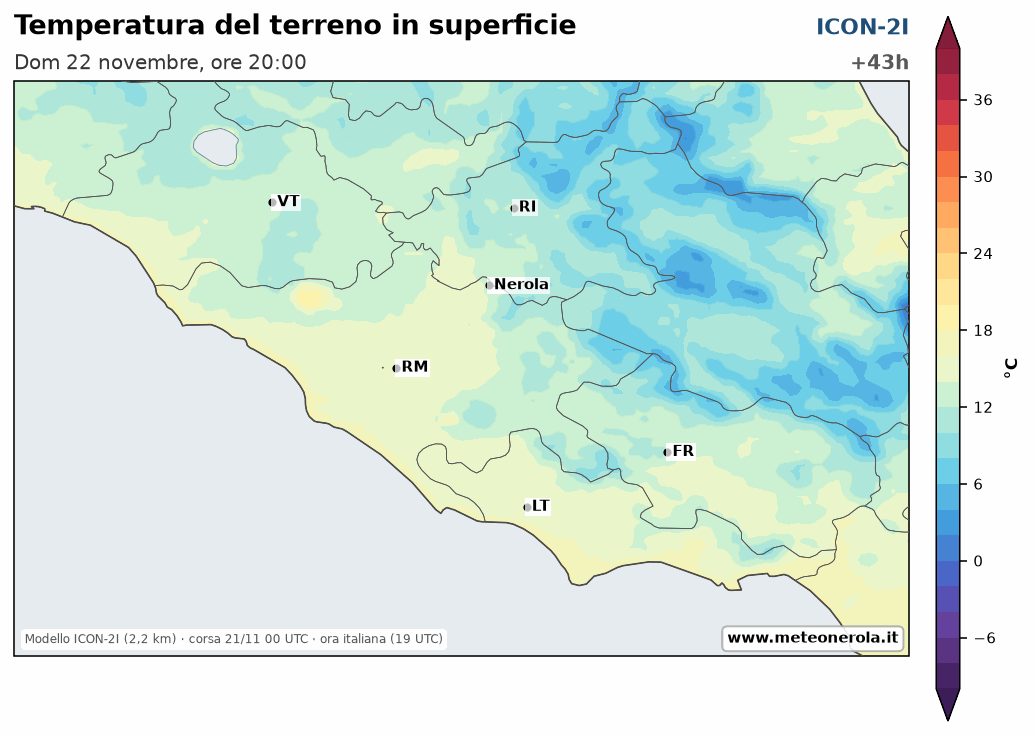 Temperatura del terreno in superficie
ICON-2I
Dom 22 novembre, ore 20:00
+43h
VT
RI
Nerola
RM
FR
LT
Modello ICON-2I (2,2 km) · corsa 21/11 00 UTC · ora italiana (19 UTC)
www.meteonerola.it
36
30
24
18
12
6
0
−6
°C